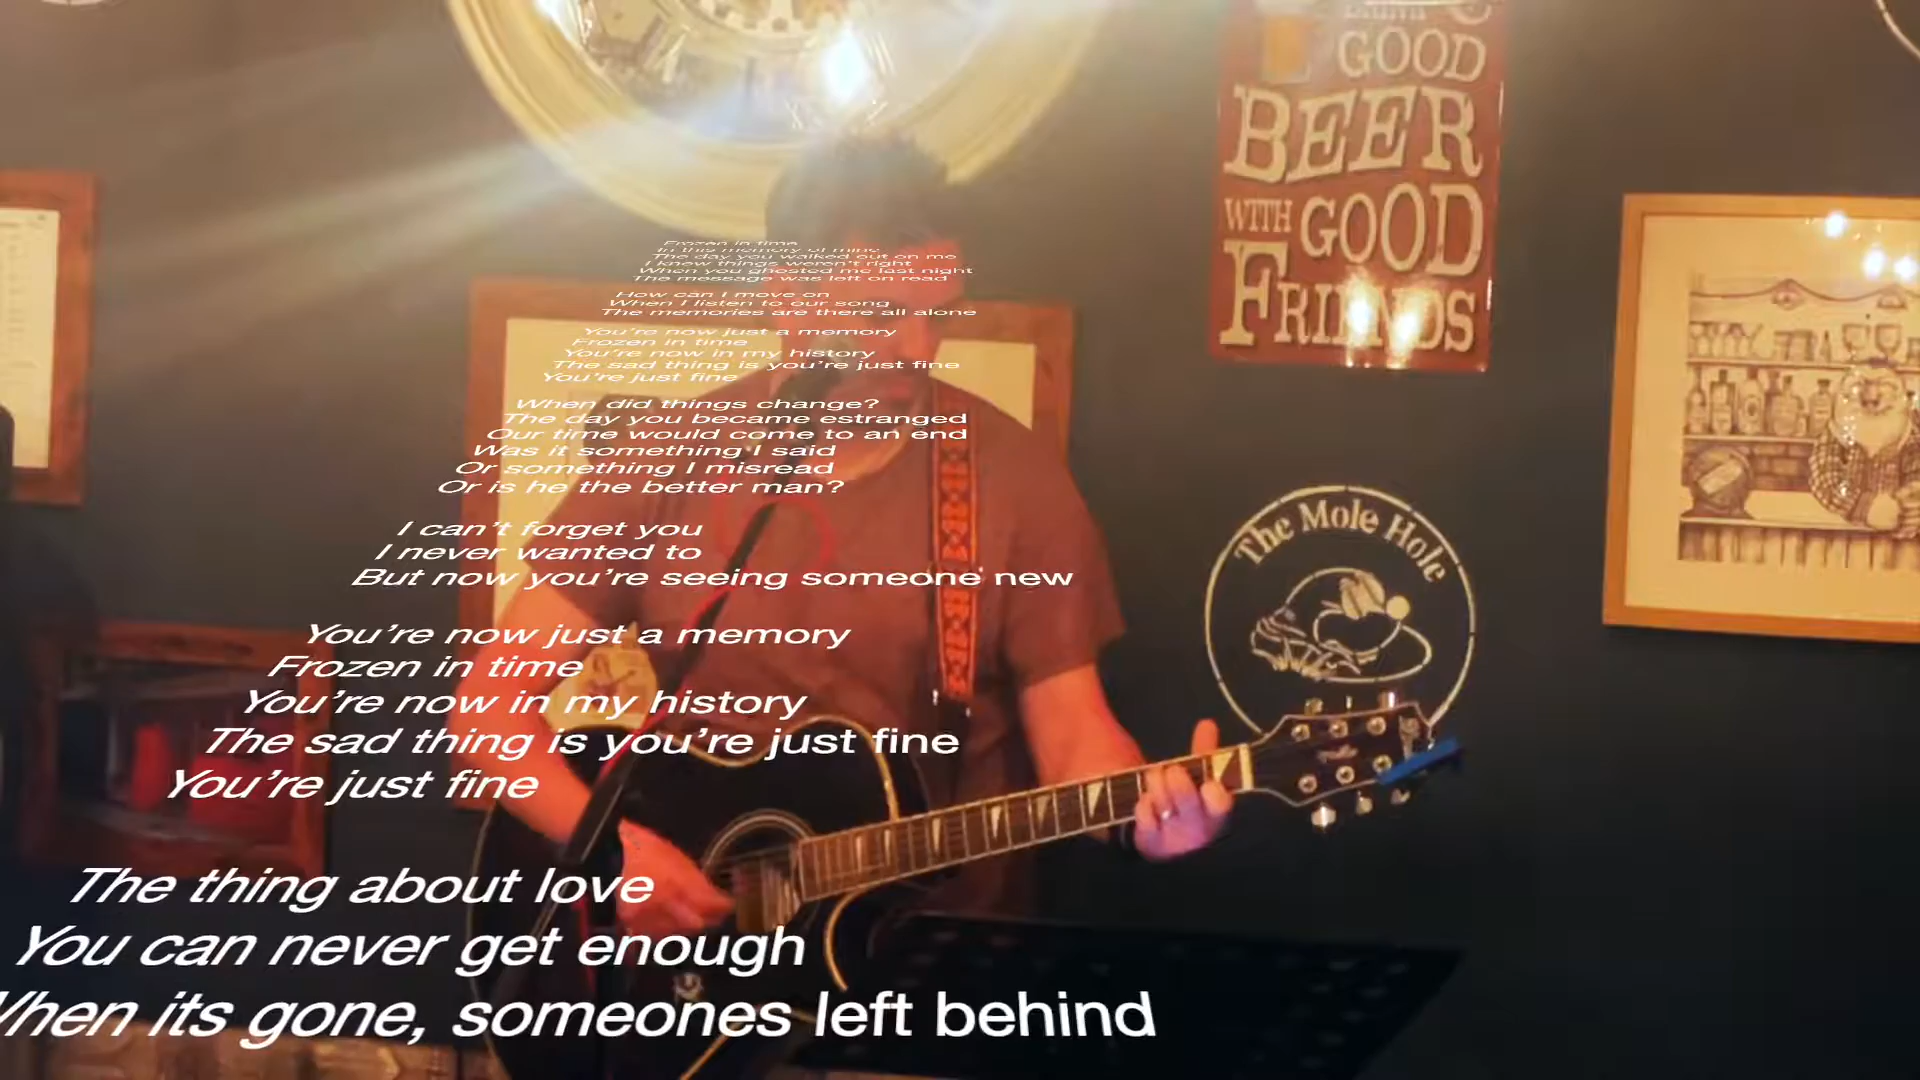 GOOD
BEER
WITH GOOD
FRIENDS
The Mole Hole
Frozen in time
In this memory of mine
The day you walked out on me
I knew things weren't right
When you ghosted me last night
The message was left on read
How can I move on
When I listen to our song
The memories are there all alone
You're now just a memory
Frozen in time
You're now in my history
The sad thing is you're just fine
You're just fine
When did things change?
The day you became estranged
Our time would come to an end
Was it something I said
Or something I misread
Or is he the better man?
I can't forget you
I never wanted to
But now you're seeing someone new
You're now just a memory
Frozen in time
You're now in my history
The sad thing is you're just fine
You're just fine
The thing about love
You can never get enough
When its gone, someones left behind